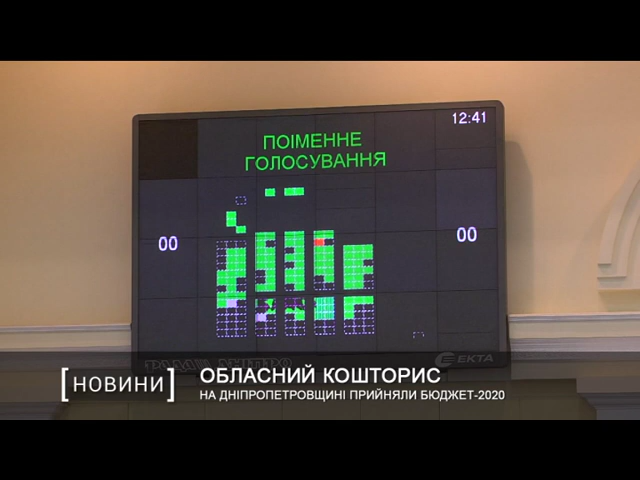 12:41
ПОІМЕННЕ
ГОЛОСУВАННЯ
00
00
ЕКТА
[НОВИНИ]
ОБЛАСНИЙ КОШТОРИС
НА ДНІПРОПЕТРОВЩИНІ ПРИЙНЯЛИ БЮДЖЕТ-2020